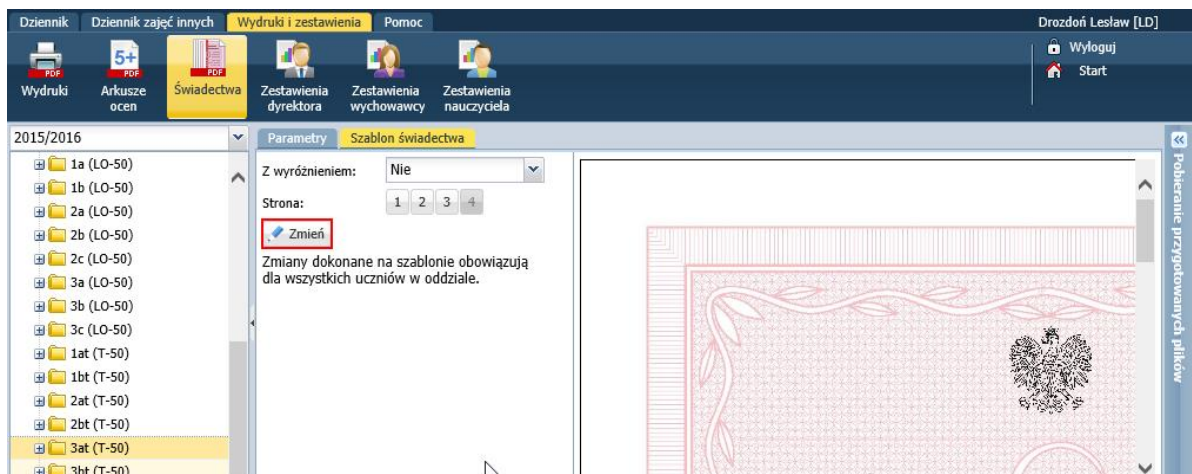 Dziennik Dziennik zajęć innych Wydruki i zestawienia Pomoc Drozdoń Lesław [LD]
Wyloguj
Start
5+
PDF PDF PDF
Wydruki Arkusze ocen Świadectwa Zestawienia dyrektora Zestawienia wychowawcy Zestawienia nauczyciela
2015/2016
1a (LO-50)
1b (LO-50)
2a (LO-50)
2b (LO-50)
2c (LO-50)
3a (LO-50)
3b (LO-50)
3c (LO-50)
1at (T-50)
1bt (T-50)
2at (T-50)
2bt (T-50)
3at (T-50)
3bt (T-50)
Parametry Szablon świadectwa
Z wyróżnieniem: Nie
Strona: 1 2 3 4
Zmień
Zmiany dokonane na szablonie obowiązują
dla wszystkich uczniów w oddziale.
Pobieranie przygotowanych plików